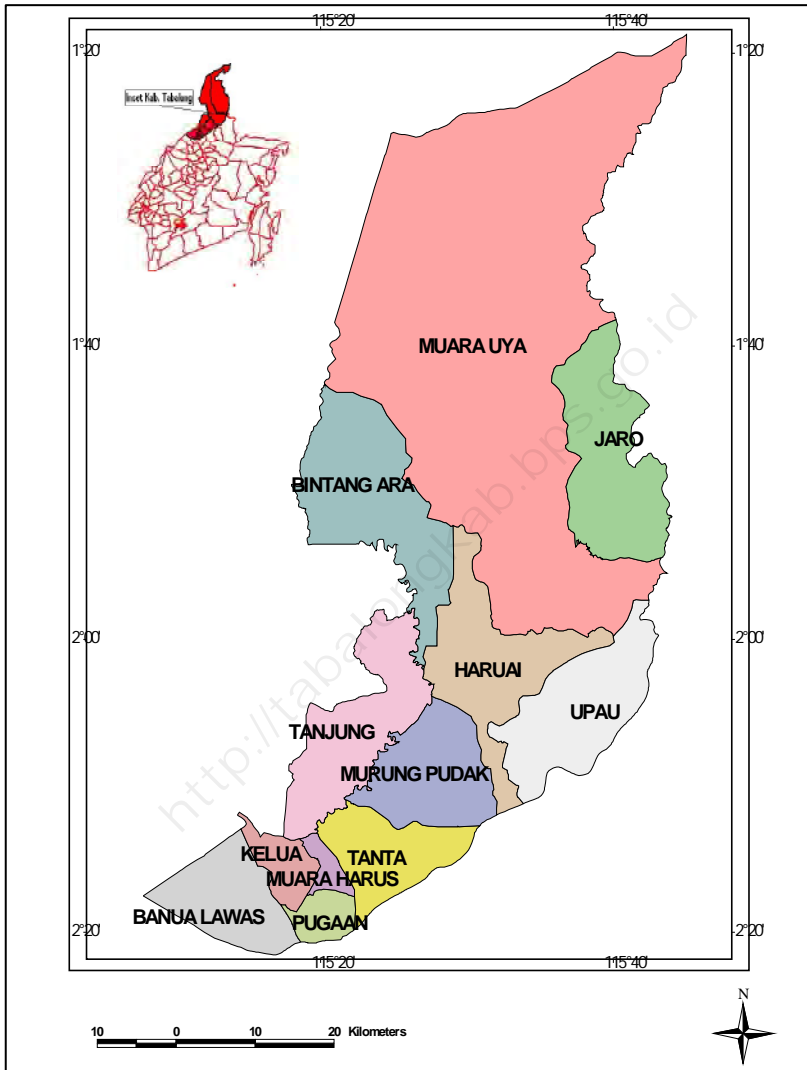 115°20' 115°40'
1°20' 1°20'
Inset Kab. Tabalung
1°40' 1°40'
MUARA UYA
JARO
BINTANG ARA
2°00' 2°00'
HARUAI
UPAU
TANJUNG
MURUNG PUDAK
KELUA
TANTA
MUARA HARUS
BANUA LAWAS
PUGAAN
2°20' 2°20'
115°20' 115°40'
10 0 10 20 Kilometers
N
http://tabalongkab.bps.go.id